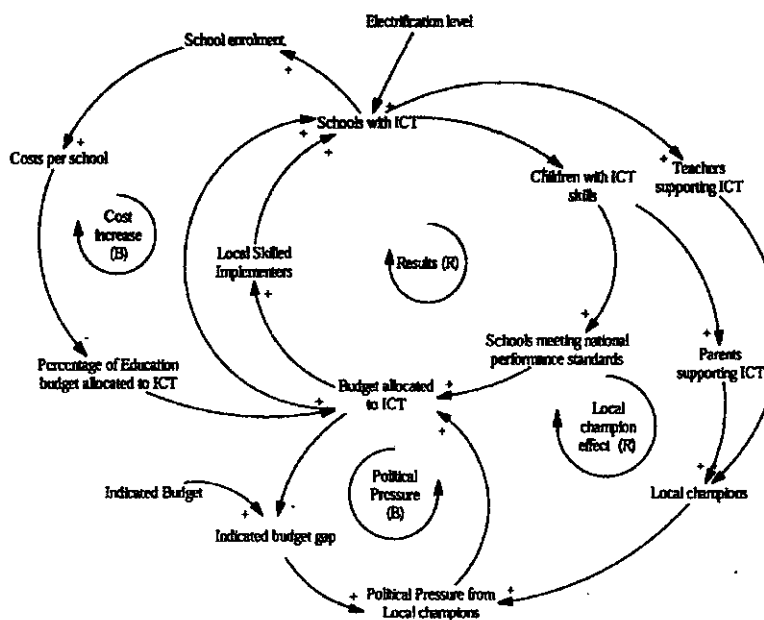 Electrification level
School enrolment
+
+
+
Schools with ICT
+
+
+
Costs per school
+
Teachers
supporting ICT
Children with ICT
skills
Cost
increase
(B)
Local Skilled
Implementers
+
Results (R)
-
+
+
Percentage of Education
budget allocated to ICT
Schools meeting national
performance standards
Parents
supporting ICT
+
+
+
Budget allocated
to ICT
Local
champion
effect (R)
Political
Pressure
(B)
+ +
Indicated Budget
Local champions
+
-
Indicated budget gap
+
+
Political Pressure from
Local champions